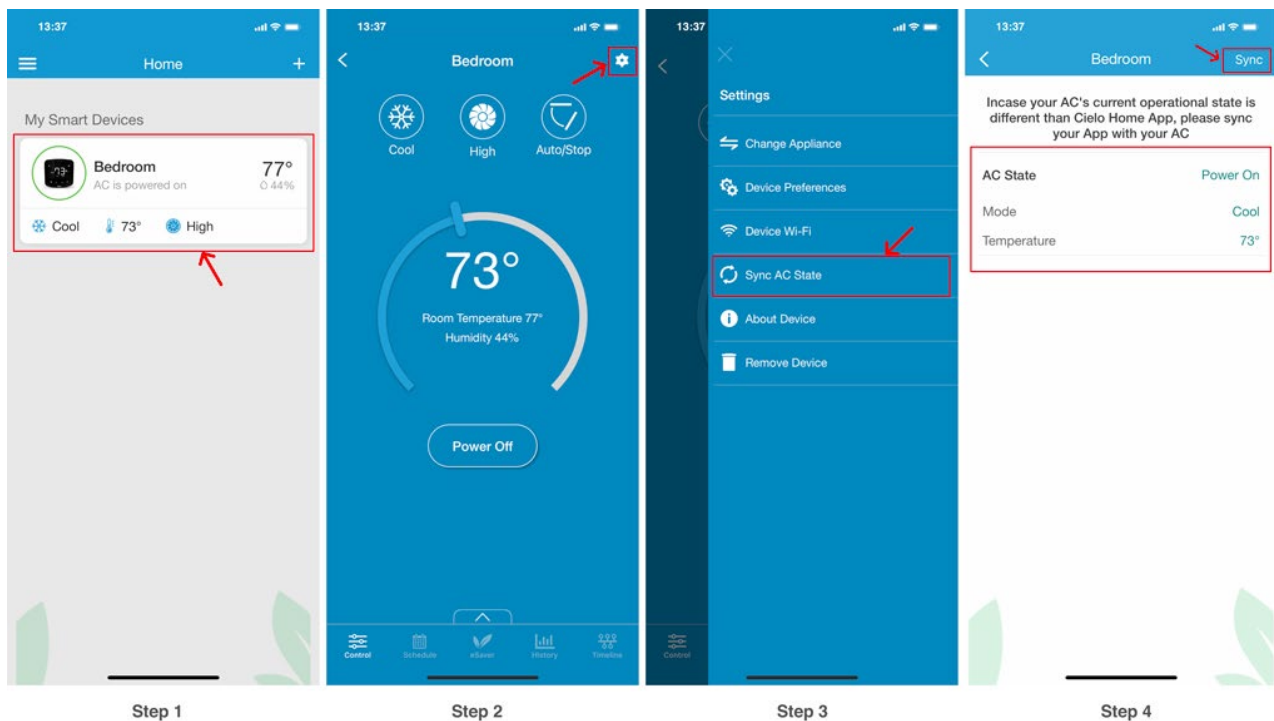 13:37
Home
+
My Smart Devices
73°
Bedroom
AC is powered on
77°
44%
Cool
73°
High
Step 1
13:37
Bedroom
Cool
High
Auto/Stop
73°
Room Temperature 77°
Humidity 44%
Power Off
Control
Schedule
eSaver
History
Timeline
Step 2
13:37
Settings
Change Appliance
Device Preferences
Device Wi-Fi
Sync AC State
About Device
Remove Device
Control
Step 3
13:37
Bedroom
Sync
Incase your AC's current operational state is
different than Cielo Home App, please sync
your App with your AC
AC State Power On
Mode Cool
Temperature 73°
Step 4